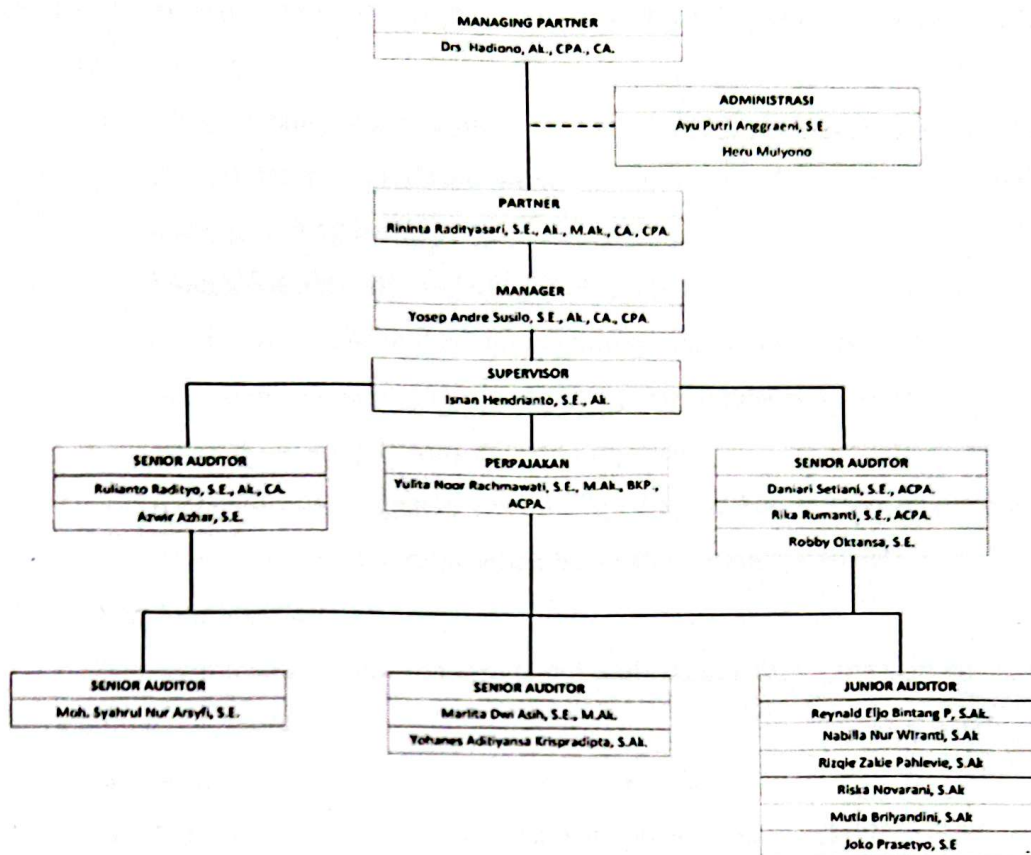 MANAGING PARTNER
Drs. Hadiono, Ak., CPA., CA.
ADMINISTRASI
Ayu Putri Anggraeni, S.E.
Heru Mulyono
PARTNER
Rininta Radityasari, S.E., Ak., M.Ak., CA., CPA.
MANAGER
Yosep Andre Susilo, S.E., Ak., CA., CPA.
SUPERVISOR
Isnan Hendrianto, S.E., Ak.
SENIOR AUDITOR
Rulianto Radityo, S.E., Ak., CA.
Azwir Azhar, S.E.
PERPAJAKAN
Yulita Noor Rachmawati, S.E., M.Ak., BKP.,
ACPA.
SENIOR AUDITOR
Daniari Setiani, S.E., ACPA.
Rika Rumanti, S.E., ACPA.
Robby Oktansa, S.E.
SENIOR AUDITOR
Moh. Syahrul Nur Arsyfi, S.E.
SENIOR AUDITOR
Marlita Dwi Asih, S.E., M.Ak.
Yohanes Aditiyansa Krispradipta, S.Ak.
JUNIOR AUDITOR
Reynald Eljo Bintang P, S.Ak.
Nabilla Nur Wiranti, S.Ak
Rizqie Zakie Pahlevie, S.Ak
Riska Novarani, S.Ak
Mutia Brilyandini, S.Ak
Joko Prasetyo, S.E